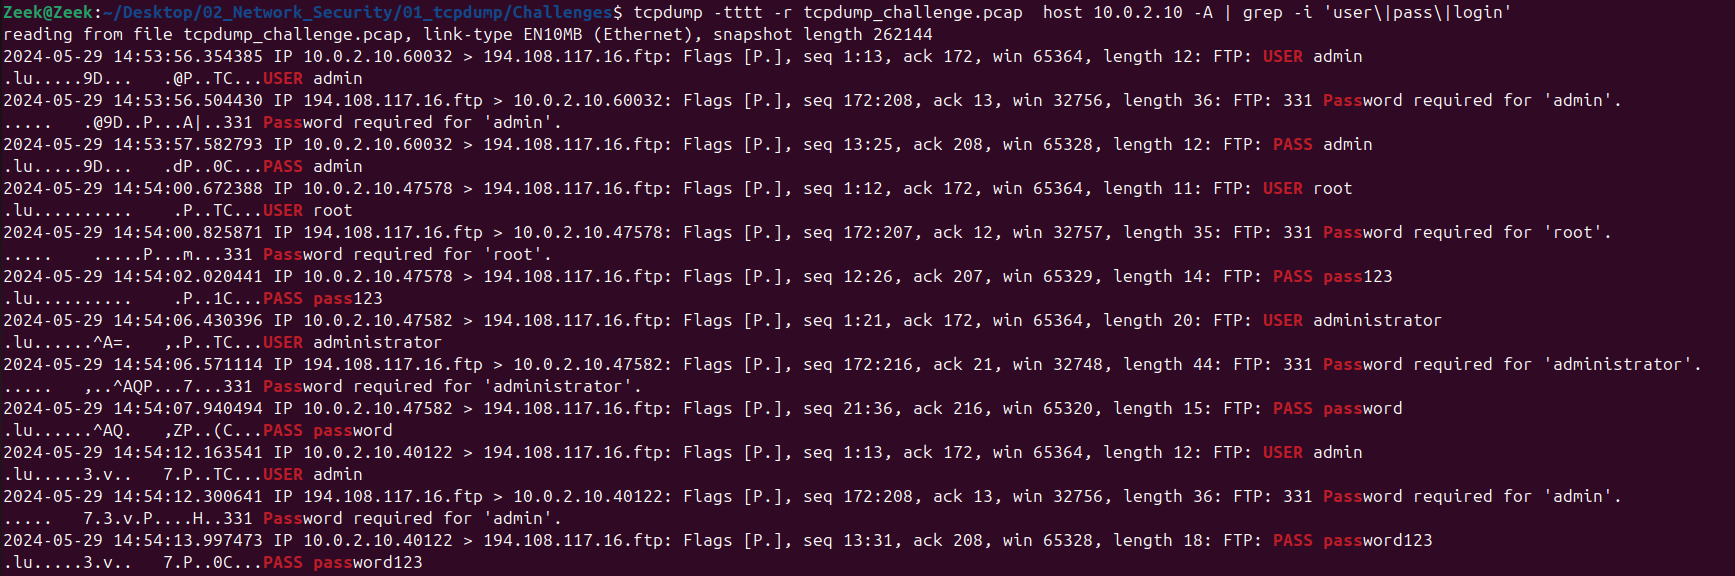 Zeek@Zeek:~/Desktop/02_Network_Security/01_tcpdump/Challenges$ tcpdump -tttt -r tcpdump_challenge.pcap  host 10.0.2.10 -A | grep -i 'user\|pass\|login'
reading from file tcpdump_challenge.pcap, link-type EN10MB (Ethernet), snapshot length 262144
2024-05-29 14:53:56.354385 IP 10.0.2.10.60032 > 194.108.117.16.ftp: Flags [P.], seq 1:13, ack 172, win 65364, length 12: FTP: USER admin
.lu.....9D...   .@P..TC...USER admin
2024-05-29 14:53:56.504430 IP 194.108.117.16.ftp > 10.0.2.10.60032: Flags [P.], seq 172:208, ack 13, win 32756, length 36: FTP: 331 Password required for 'admin'.
.....   .@9D..P...A|..331 Password required for 'admin'.
2024-05-29 14:53:57.582793 IP 10.0.2.10.60032 > 194.108.117.16.ftp: Flags [P.], seq 13:25, ack 208, win 65328, length 12: FTP: PASS admin
.lu.....9D...   .dP..0C...PASS admin
2024-05-29 14:54:00.672388 IP 10.0.2.10.47578 > 194.108.117.16.ftp: Flags [P.], seq 1:12, ack 172, win 65364, length 11: FTP: USER root
.lu..........    .P..TC...USER root
2024-05-29 14:54:00.825871 IP 194.108.117.16.ftp > 10.0.2.10.47578: Flags [P.], seq 172:207, ack 12, win 32757, length 35: FTP: 331 Password required for 'root'.
.....    .....P...m...331 Password required for 'root'.
2024-05-29 14:54:02.020441 IP 10.0.2.10.47578 > 194.108.117.16.ftp: Flags [P.], seq 12:26, ack 207, win 65329, length 14: FTP: PASS pass123
.lu..........    .P..1C...PASS pass123
2024-05-29 14:54:06.430396 IP 10.0.2.10.47582 > 194.108.117.16.ftp: Flags [P.], seq 1:21, ack 172, win 65364, length 20: FTP: USER administrator
.lu......^A=.   ,.P..TC...USER administrator
2024-05-29 14:54:06.571114 IP 194.108.117.16.ftp > 10.0.2.10.47582: Flags [P.], seq 172:216, ack 21, win 32748, length 44: FTP: 331 Password required for 'administrator'.
.....   ,..^AQP...7...331 Password required for 'administrator'.
2024-05-29 14:54:07.940494 IP 10.0.2.10.47582 > 194.108.117.16.ftp: Flags [P.], seq 21:36, ack 216, win 65320, length 15: FTP: PASS password
.lu......^AQ.   ,ZP..(C...PASS password
2024-05-29 14:54:12.163541 IP 10.0.2.10.40122 > 194.108.117.16.ftp: Flags [P.], seq 1:13, ack 172, win 65364, length 12: FTP: USER admin
.lu.....3.v..   7.P..TC...USER admin
2024-05-29 14:54:12.300641 IP 194.108.117.16.ftp > 10.0.2.10.40122: Flags [P.], seq 172:208, ack 13, win 32756, length 36: FTP: 331 Password required for 'admin'.
.....   7.3.v.P....H..331 Password required for 'admin'.
2024-05-29 14:54:13.997473 IP 10.0.2.10.40122 > 194.108.117.16.ftp: Flags [P.], seq 13:31, ack 208, win 65328, length 18: FTP: PASS password123
.lu.....3.v..   7.P..0C...PASS password123